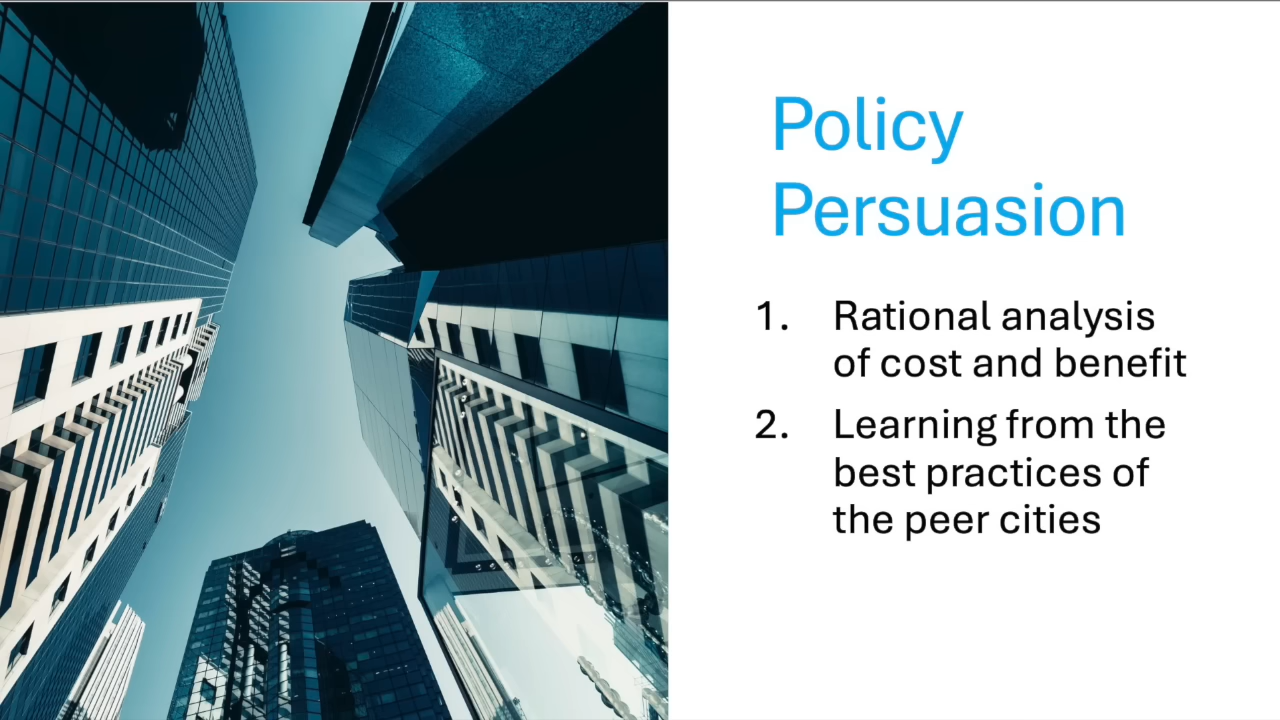 Policy
Persuasion
1. Rational analysis
of cost and benefit
2. Learning from the
best practices of
the peer cities